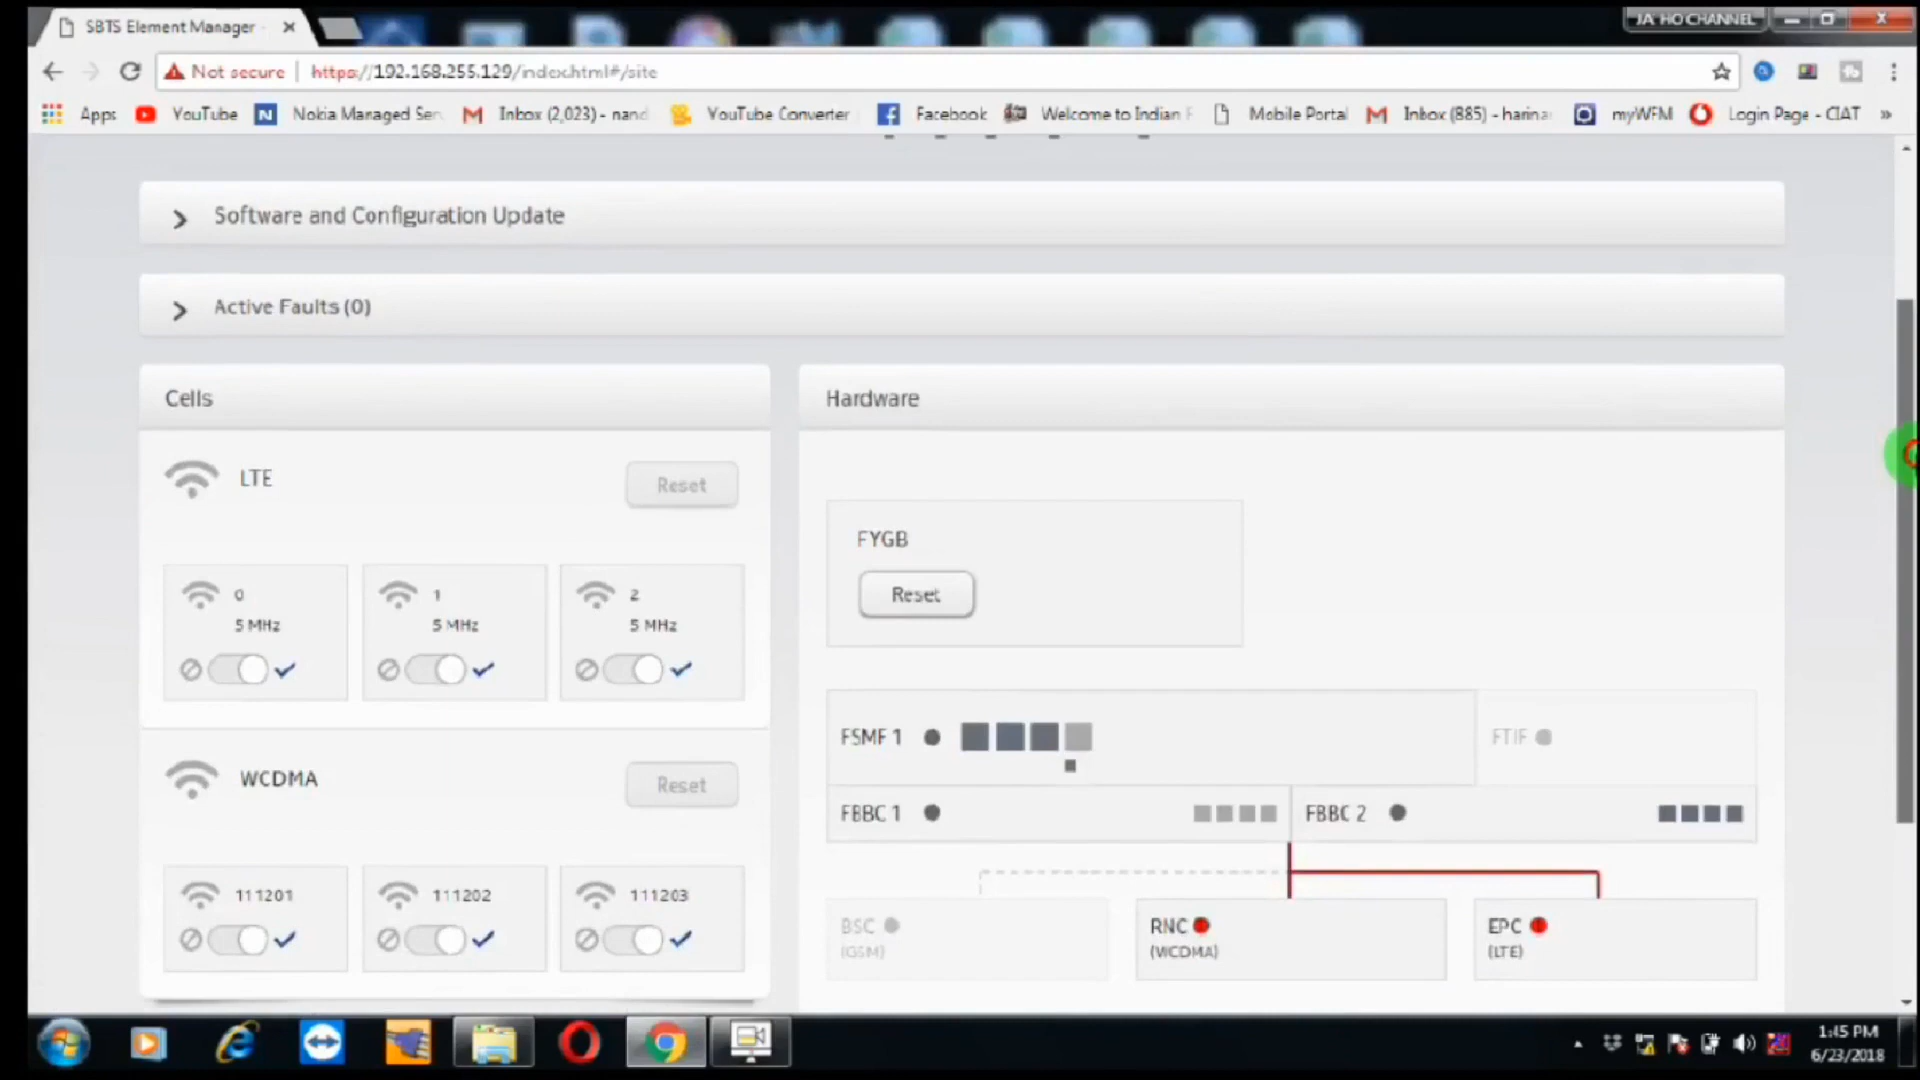 SBTS Element Manager
JAI HO CHANNEL
Not secure | https://192.168.255.129/index.html#/site
Apps YouTube Nokia Managed Ser Inbox (2,023) - nand YouTube Converter Facebook Welcome to Indian Mobile Portal Inbox (885) - harina myWFM Login Page - CIAT »
Software and Configuration Update
Active Faults (0)
Cells
LTE
Reset
0
5 MHz
1
5 MHz
2
5 MHz
WCDMA
Reset
111201
111202
111203
Hardware
FYGB
Reset
FSMF 1
FTIF
FBBC 1
FBBC 2
BSC
(GSM)
RNC
(WCDMA)
EPC
(LTE)
1:45 PM
6/23/2018